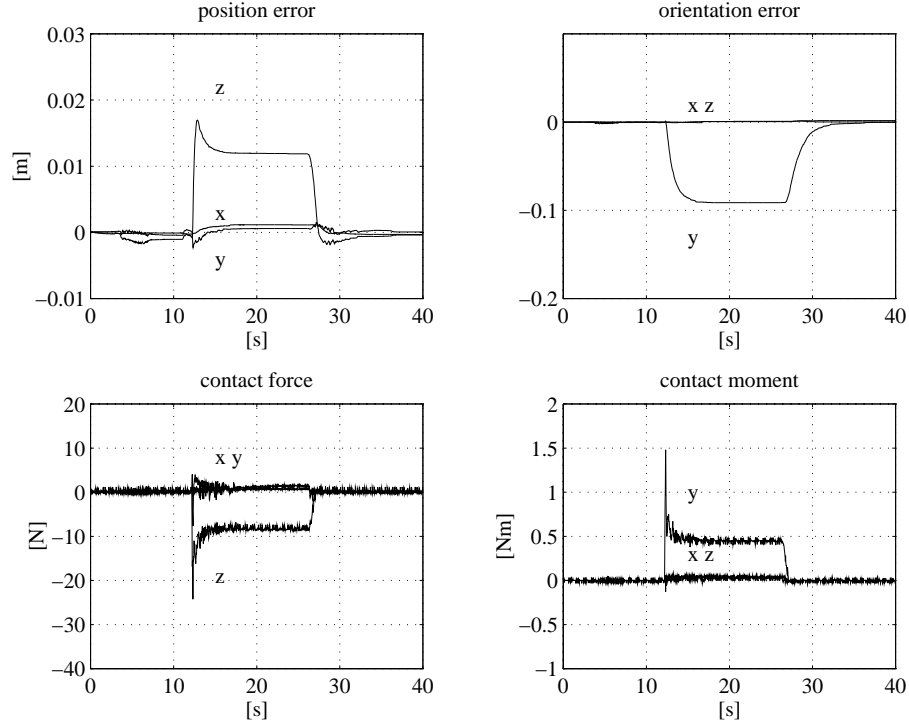 position error
0.03
0.02
0.01
0
−0.01
[m]
z
x
y
0 10 20 30 40
[s]
orientation error
0
−0.1
−0.2
x z
y
0 10 20 30 40
[s]
contact force
20
10
0
−10
−20
−30
−40
[N]
x y
z
0 10 20 30 40
[s]
contact moment
2
1.5
1
0.5
0
−0.5
−1
[Nm]
y
x z
0 10 20 30 40
[s]